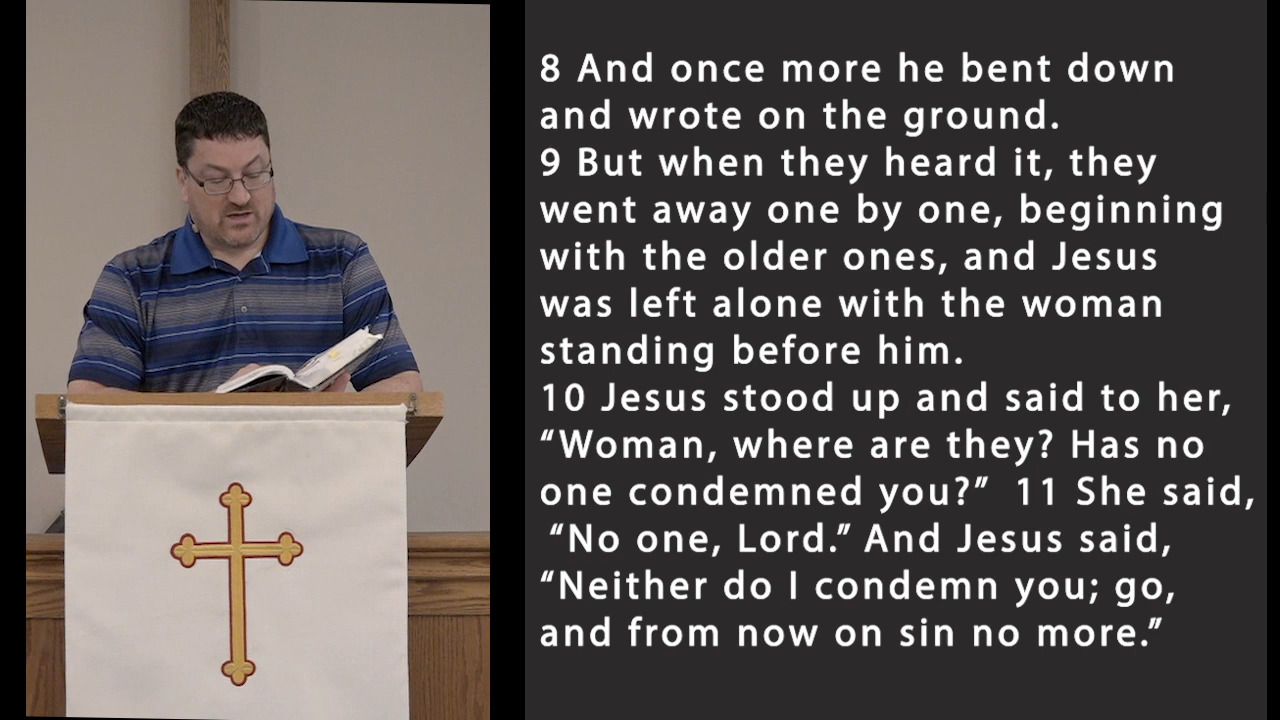 8 And once more he bent down
and wrote on the ground.
9 But when they heard it, they
went away one by one, beginning
with the older ones, and Jesus
was left alone with the woman
standing before him.
10 Jesus stood up and said to her,
“Woman, where are they? Has no
one condemned you?”  11 She said,
“No one, Lord.” And Jesus said,
“Neither do I condemn you; go,
and from now on sin no more.”